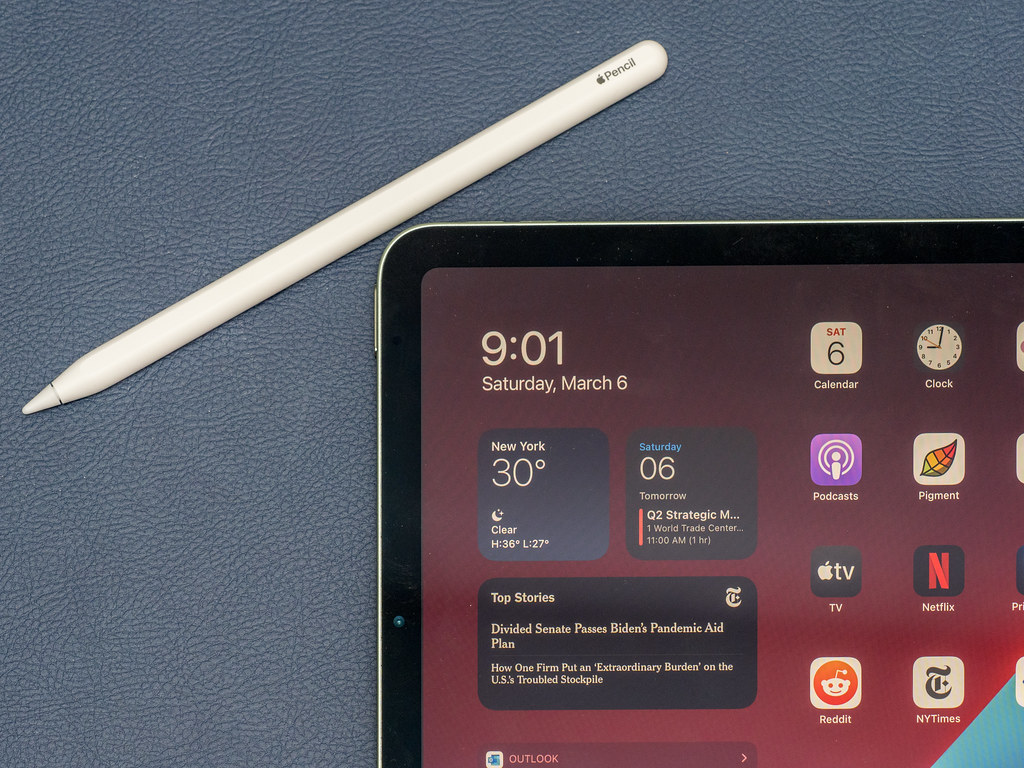 Pencil
9:01
Saturday, March 6
New York
30°
Clear
H:36° L:27°
Saturday
06
Tomorrow
Q2 Strategic M...
1 World Trade Center...
11:00 AM (1 hr)
Top Stories
Divided Senate Passes Biden's Pandemic Aid
Plan
How One Firm Put an 'Extraordinary Burden' on the
U.S.'s Troubled Stockpile
OUTLOOK
SAT
6
Calendar
Clock
Podcasts
Pigment
tv
TV
N
Netflix
Pri
Reddit
NYTimes